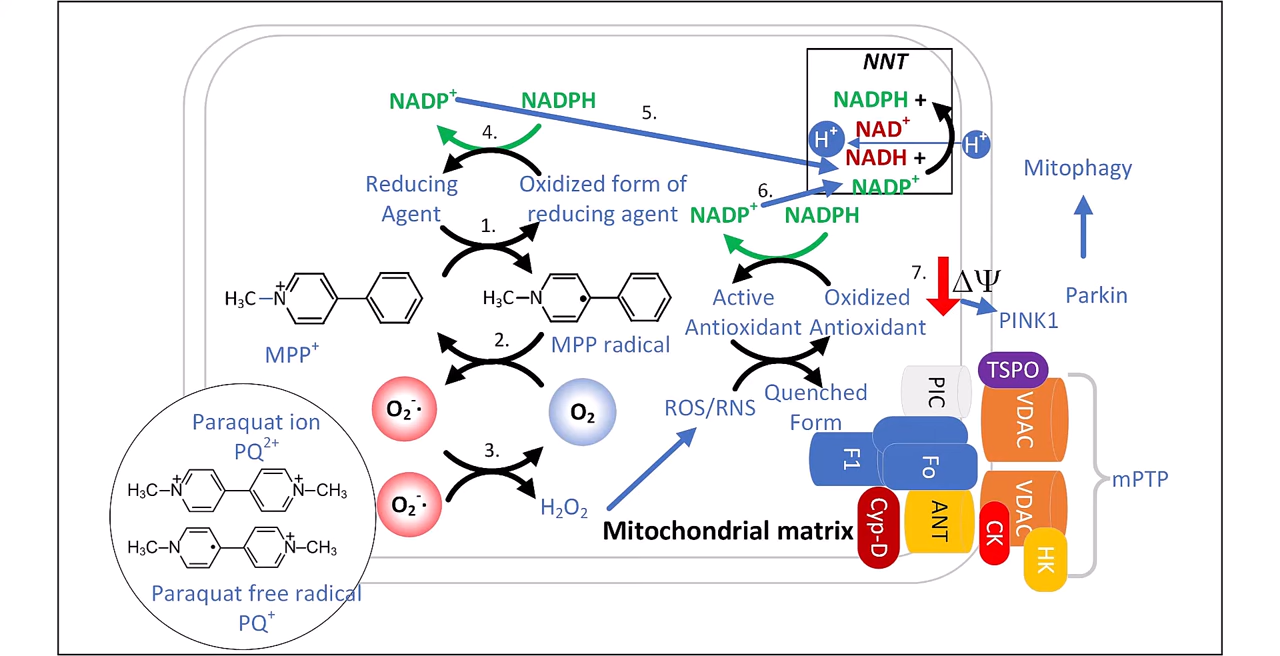 NNT
NADP⁺ NADPH
5.
NADPH +
4.
H⁺ NAD⁺ H⁺
NADH +
NADP⁺
Reducing
Agent
Oxidized form of
reducing agent
6.
NADP⁺ NADPH
Mitophagy
1.
H₃C–N⁺
MPP⁺
H₃C–N
MPP radical
Active
Antioxidant
Oxidized
Antioxidant
7.
ΔΨ
PINK1
Parkin
2.
O₂⁻·
O₂
ROS/RNS
Quenched
Form
3.
O₂⁻·
H₂O₂
Mitochondrial matrix
PIC
TSPO
VDAC
F1
Fo
VDAC
mPTP
Cyp-D
ANT
CK
HK
Paraquat ion
PQ²⁺
H₃C–N⁺ N⁺–CH₃
H₃C–N N⁺–CH₃
Paraquat free radical
PQ⁺